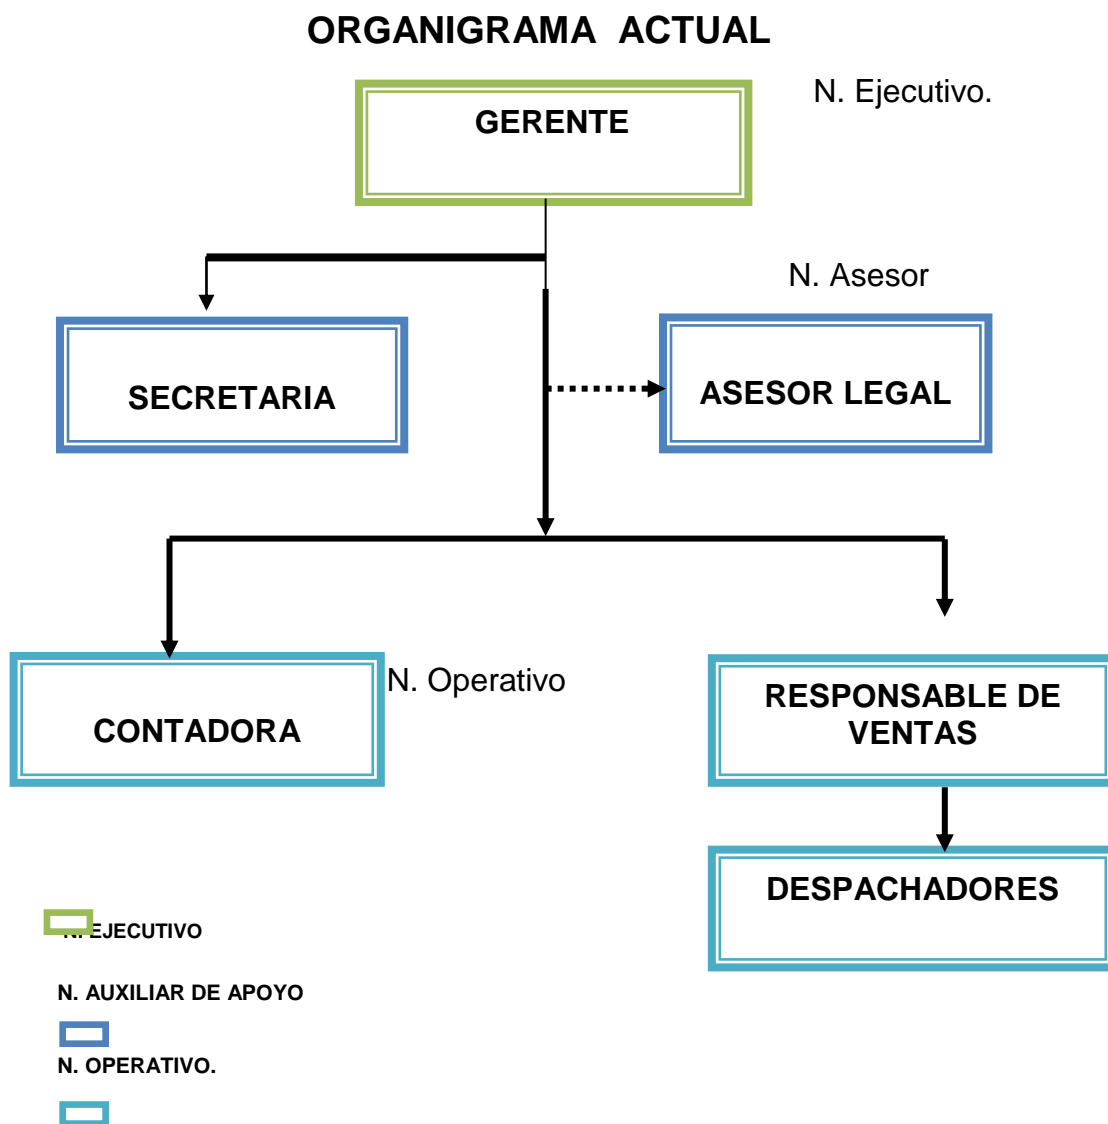 ORGANIGRAMA ACTUAL
N. Ejecutivo.
GERENTE
N. Asesor
SECRETARIA
ASESOR LEGAL
N. Operativo
CONTADORA
RESPONSABLE DE
VENTAS
DESPACHADORES
N. EJECUTIVO
N. AUXILIAR DE APOYO
N. OPERATIVO.